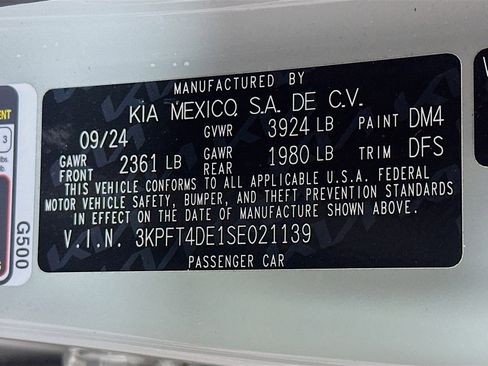 MANUFACTURED BY
KIA MEXICO, S.A. DE C.V.
09/24 GVWR 3924 LB PAINT DM4
GAWR FRONT 2361 LB GAWR REAR 1980 LB TRIM DFS
THIS VEHICLE CONFORMS TO ALL APPLICABLE U.S.A. FEDERAL
MOTOR VEHICLE SAFETY, BUMPER, AND THEFT PREVENTION STANDARDS
IN EFFECT ON THE DATE OF MANUFACTURE SHOWN ABOVE.
V.I.N. 3KPFT4DE1SE021139
PASSENGER CAR
G500
3